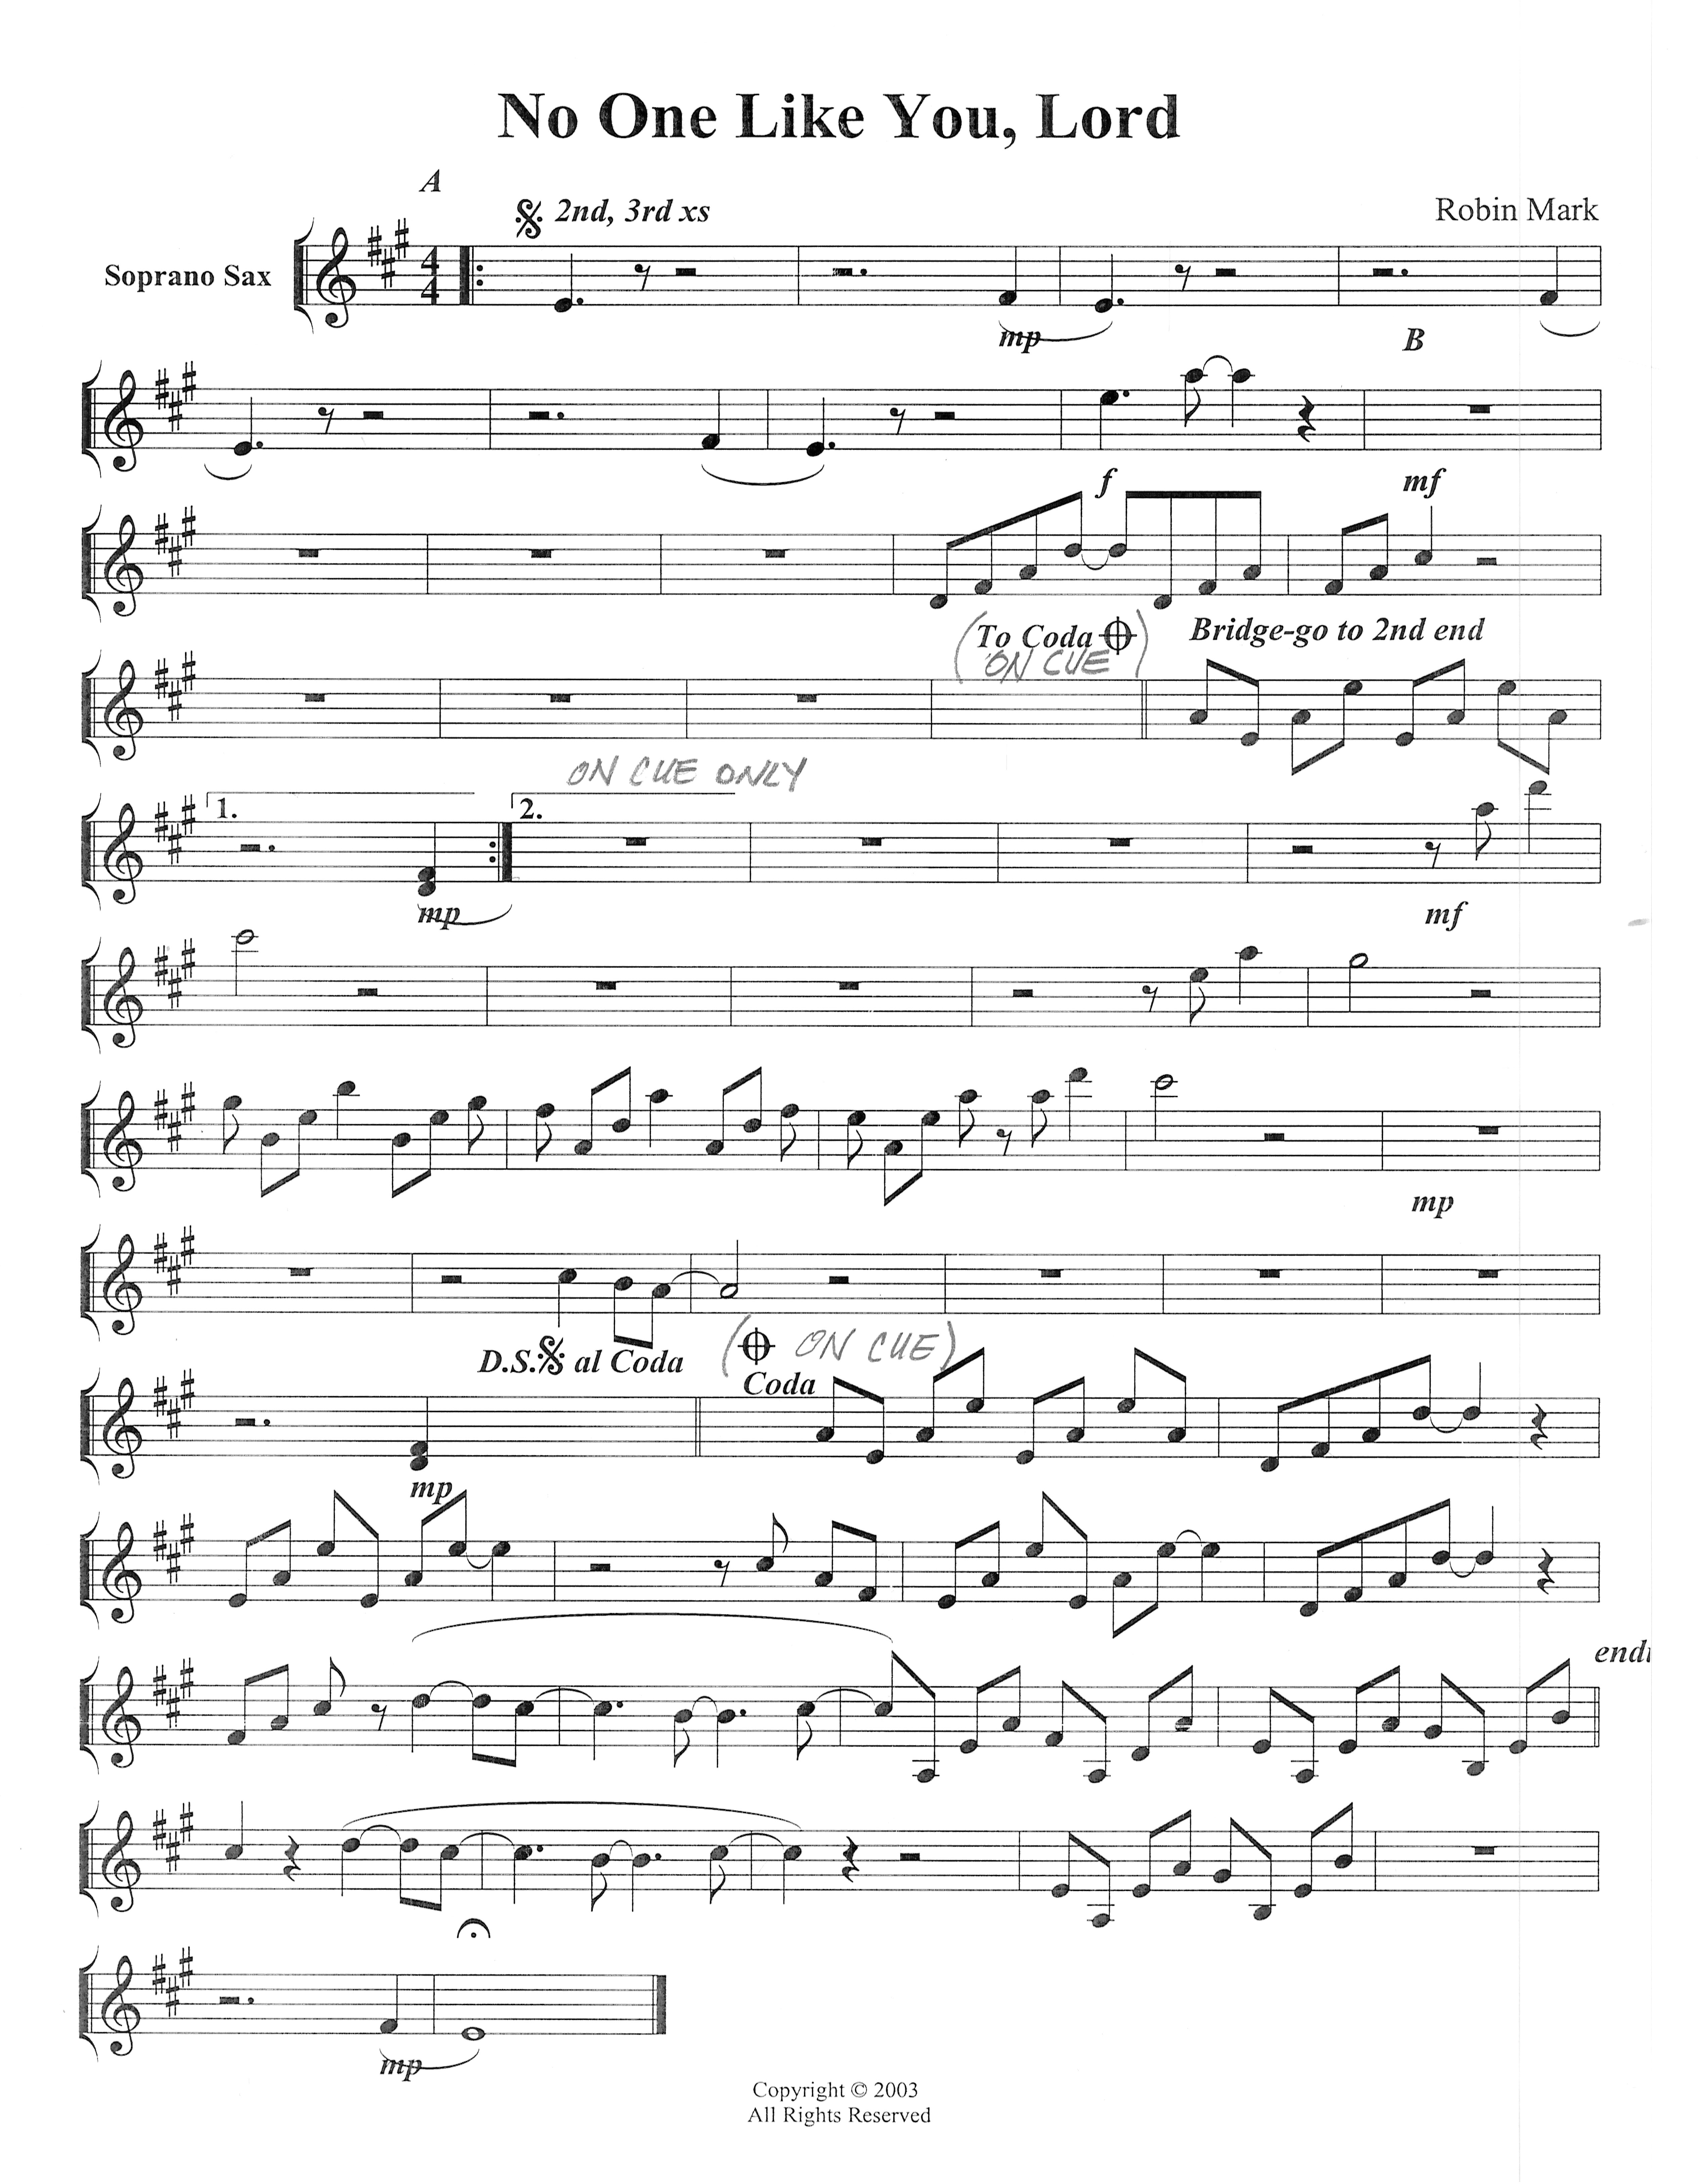 No One Like You, Lord
A
2nd, 3rd xs
Robin Mark
Soprano Sax
4
4
mp
B
f
mf
To Coda
Bridge-go to 2nd end
(ON CUE)
ON CUE ONLY
1.
2.
mp
mf
mp
D.S. al Coda
(ON CUE)
Coda
mp
endi
mp
Copyright © 2003
All Rights Reserved